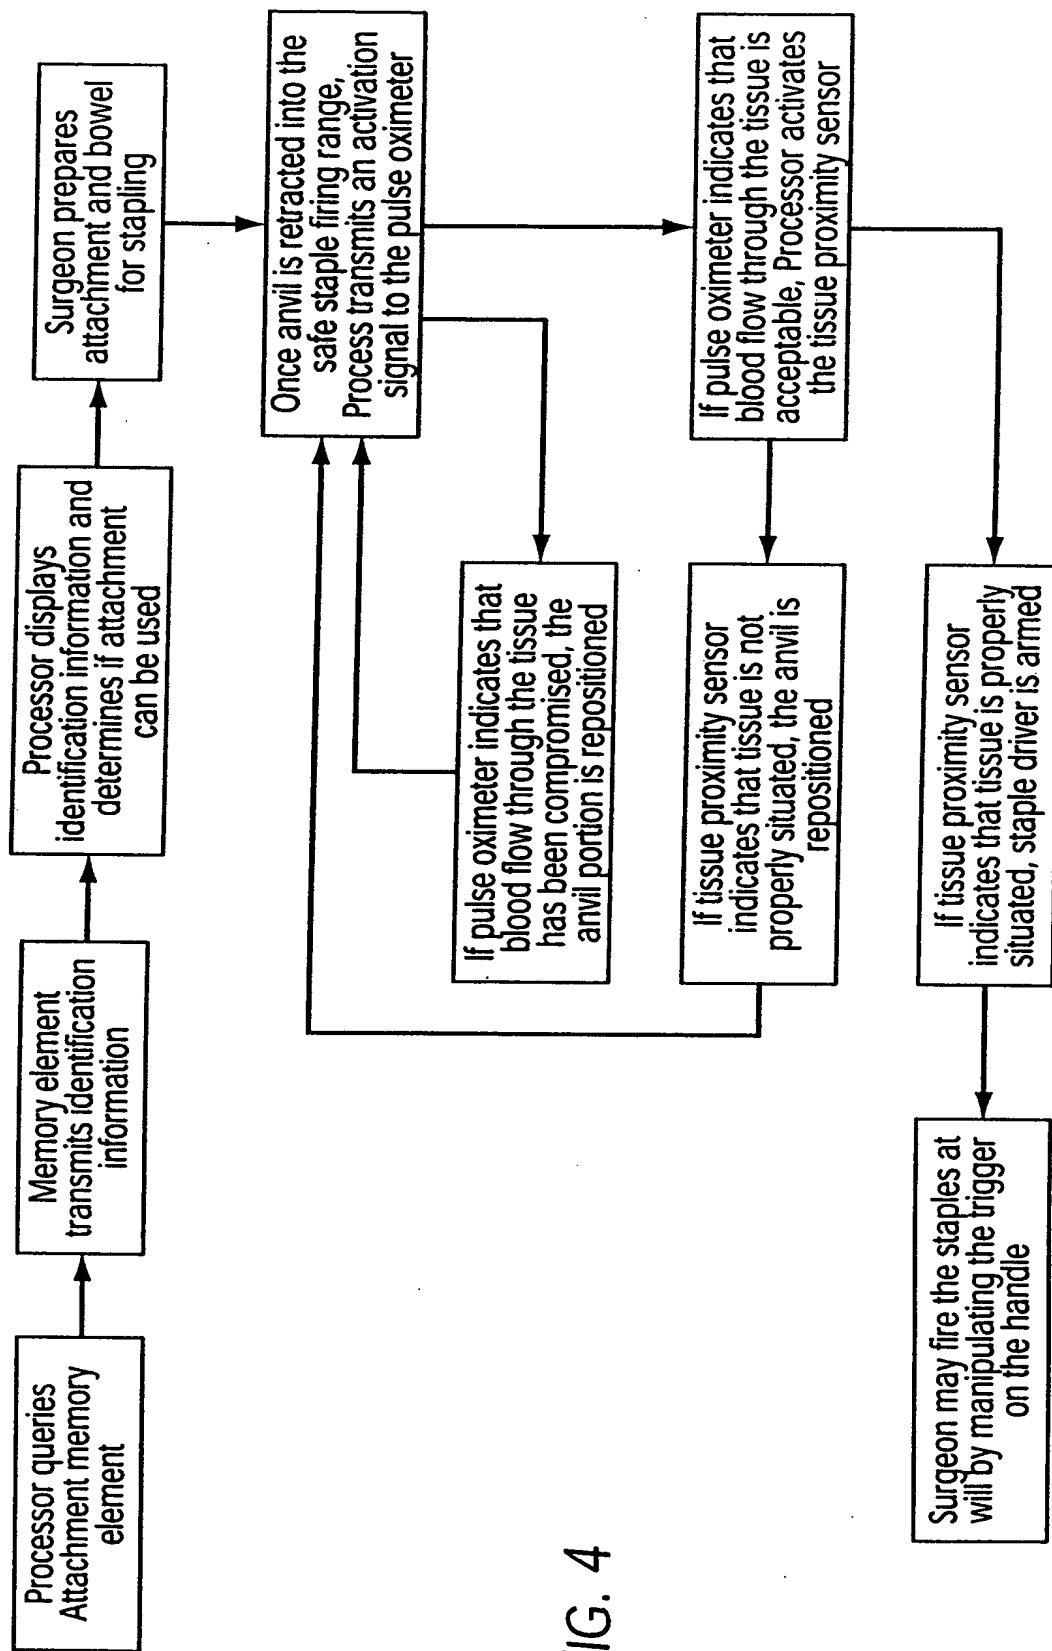 Processor queries
Attachment memory
element
Memory element
transmits identification
information
Processor displays
identification information and
determines if attachment
can be used
Surgeon prepares
attachment and bowel
for stapling
Once anvil is retracted into the
safe staple firing range,
Process transmits an activation
signal to the pulse oximeter
If pulse oximeter indicates that
blood flow through the tissue
has been compromised, the
anvil portion is repositioned
If pulse oximeter indicates that
blood flow through the tissue is
acceptable, Processor activates
the tissue proximity sensor
If tissue proximity sensor
indicates that tissue is not
properly situated, the anvil is
repositioned
If tissue proximity sensor
indicates that tissue is properly
situated, staple driver is armed
Surgeon may fire the staples at
will by manipulating the trigger
on the handle
IG. 4